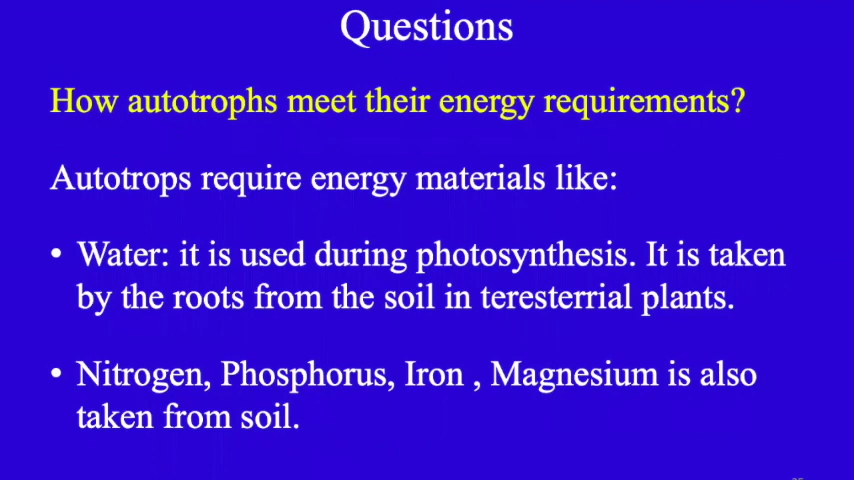 Questions
How autotrophs meet their energy requirements?
Autotrops require energy materials like:
• Water: it is used during photosynthesis. It is taken
by the roots from the soil in teresterrial plants.
• Nitrogen, Phosphorus, Iron , Magnesium is also
taken from soil.